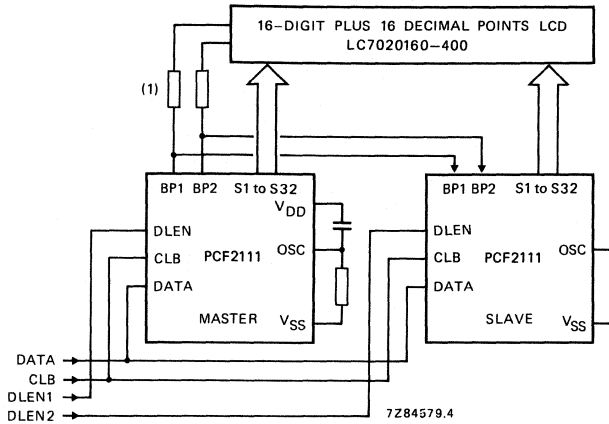 16-DIGIT PLUS 16 DECIMAL POINTS LCD
LC7020160-400
(1)
BP1 BP2 S1 to S32
VDD
DLEN
OSC
CLB
PCF2111
DATA
MASTER
VSS
BP1 BP2 S1 to S32
DLEN
OSC
CLB
PCF2111
DATA
SLAVE
VSS
DATA
CLB
DLEN1
DLEN2
7Z84579.4